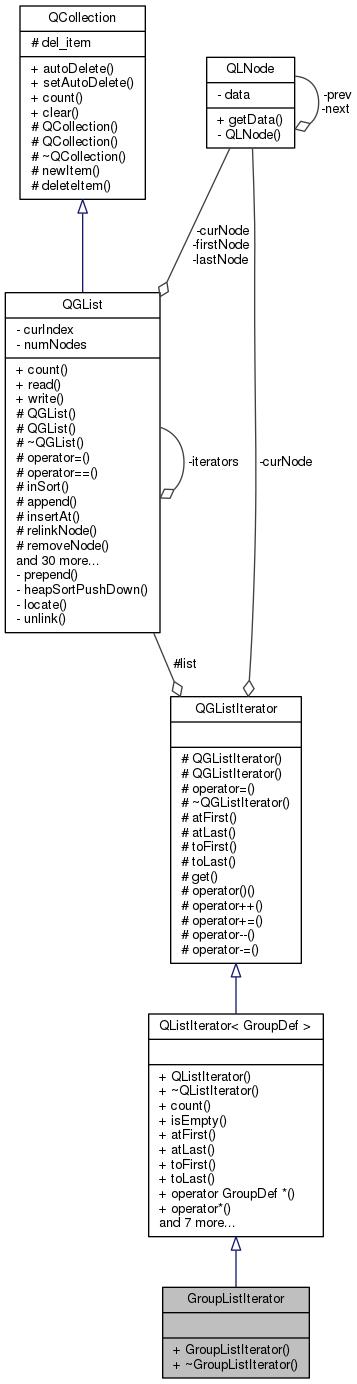 QCollection
# del_item
+ autoDelete()
+ setAutoDelete()
+ count()
+ clear()
# QCollection()
# QCollection()
# ~QCollection()
# newItem()
# deleteItem()
QLNode
- data
+ getData()
- QLNode()
-prev
-next
-curNode
-firstNode
-lastNode
QGList
- curIndex
- numNodes
+ count()
+ read()
+ write()
# QGList()
# QGList()
# ~QGList()
# operator=()
# operator==()
# inSort()
# append()
# insertAt()
# relinkNode()
# removeNode()
and 30 more...
- prepend()
- heapSortPushDown()
- locate()
- unlink()
-iterators
-curNode
#list
QGListIterator
# QGListIterator()
# QGListIterator()
# operator=()
# ~QGListIterator()
# atFirst()
# atLast()
# toFirst()
# toLast()
# get()
# operator()()
# operator++()
# operator+=()
# operator--()
# operator-=()
QListIterator< GroupDef >
+ QListIterator()
+ ~QListIterator()
+ count()
+ isEmpty()
+ atFirst()
+ atLast()
+ toFirst()
+ toLast()
+ operator GroupDef *()
+ operator*()
and 7 more...
GroupListIterator
+ GroupListIterator()
+ ~GroupListIterator()